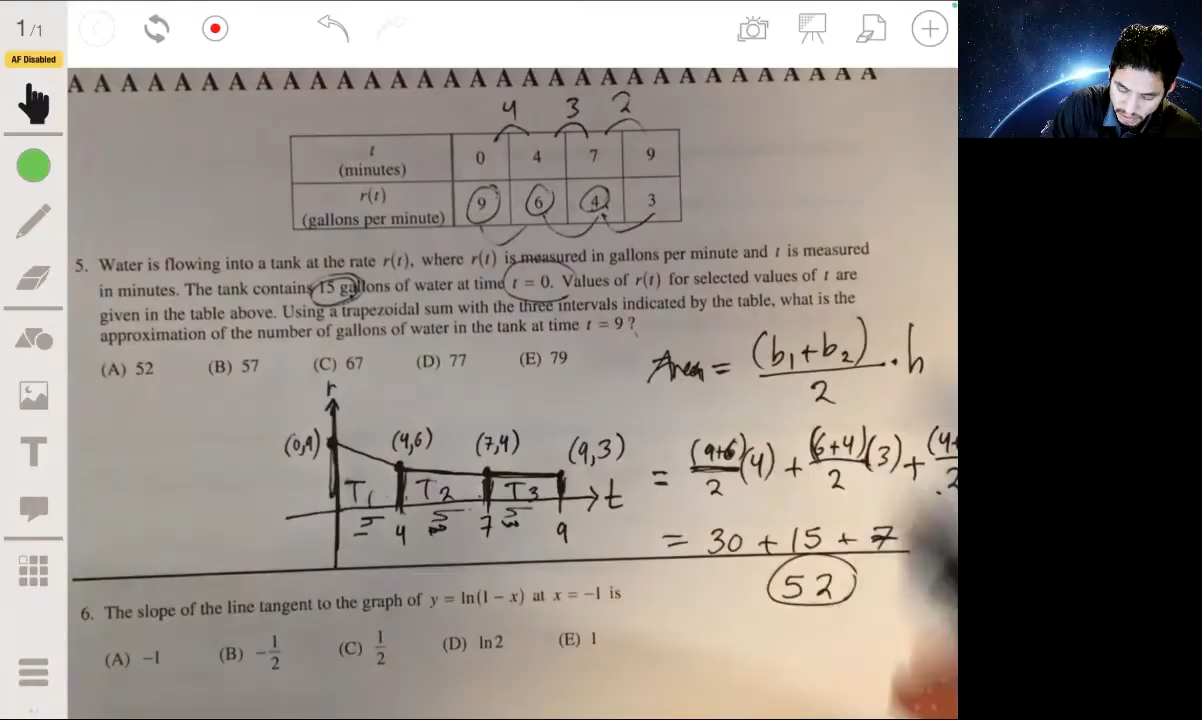 1/1
AF Disabled
A A A A A A A A A A A A A A A A A A A A A A A A A A A A A A A
4 3 2
t (minutes) 0 4 7 9
r(t) (gallons per minute) 9 6 4 3
5. Water is flowing into a tank at the rate r(t), where r(t) is measured in gallons per minute and t is measured
in minutes. The tank contains 15 gallons of water at time t = 0. Values of r(t) for selected values of t are
given in the table above. Using a trapezoidal sum with the three intervals indicated by the table, what is the
approximation of the number of gallons of water in the tank at time t = 9 ?
(A) 52 (B) 57 (C) 67 (D) 77 (E) 79
Area = (b1+b2)/2 · h
r
(0,9) (4,6) (7,4) (9,3)
= (9+6)/2 (4) + (6+4)/2 (3) + (4+/2
T1 T2 T3 t
4 7 9
= 30 + 15 + 7
52
6. The slope of the line tangent to the graph of y = ln(1 − x) at x = −1 is
(A) −1 (B) −1/2 (C) 1/2 (D) ln 2 (E) 1
T